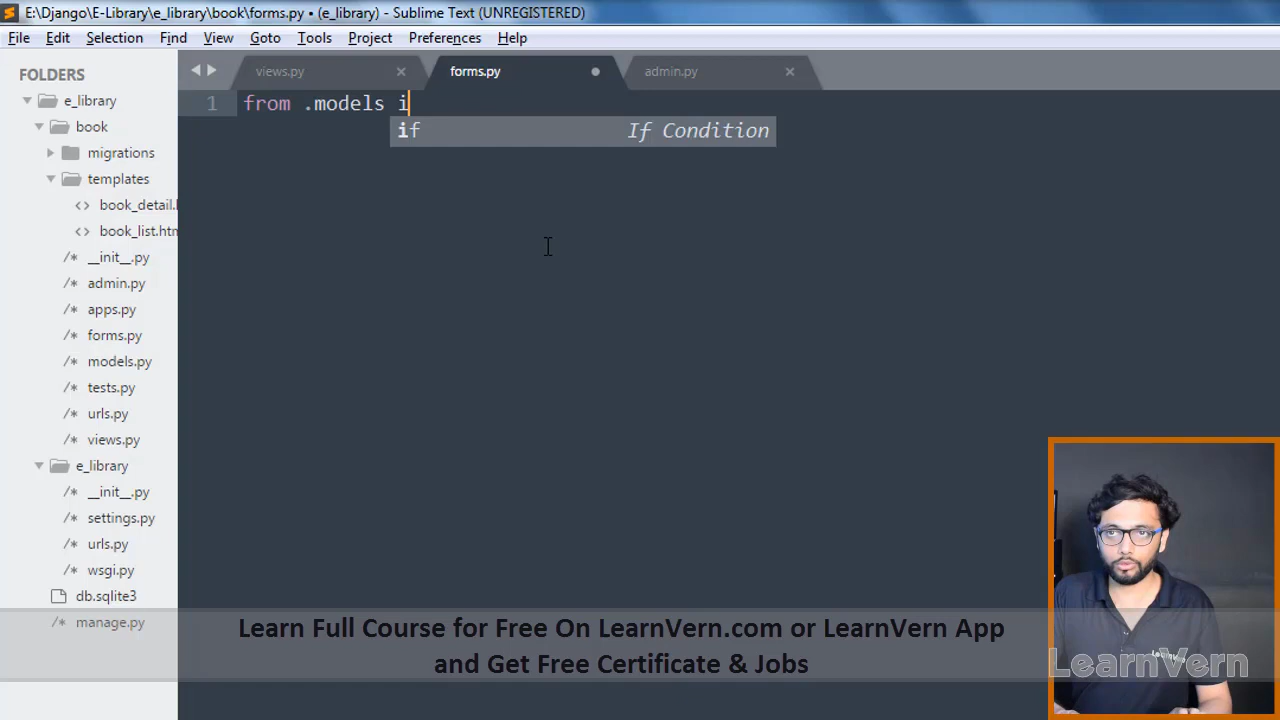 E:\Django\E-Library\e_library\book\forms.py • (e_library) - Sublime Text (UNREGISTERED)
File Edit Selection Find View Goto Tools Project Preferences Help
FOLDERS
e_library
book
migrations
templates
book_detail.
book_list.htm
__init__.py
admin.py
apps.py
forms.py
models.py
tests.py
urls.py
views.py
e_library
__init__.py
settings.py
urls.py
wsgi.py
db.sqlite3
manage.py
views.py forms.py admin.py
1 from .models i
if If Condition
Learn Full Course for Free On LearnVern.com or LearnVern App
and Get Free Certificate & Jobs
LearnVern